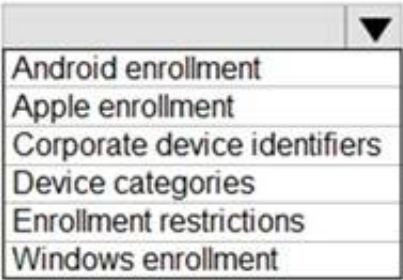 Android enrollment
Apple enrollment
Corporate device identifiers
Device categories
Enrollment restrictions
Windows enrollment